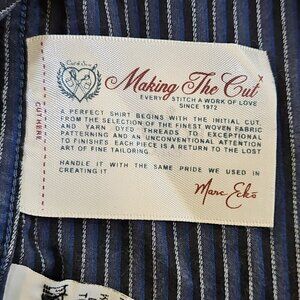 Cut & Sew
Making The Cut
EVERY STITCH A WORK OF LOVE
SINCE 1972
CUT HERE
A PERFECT SHIRT BEGINS WITH THE INITIAL CUT,
FROM THE SELECTION OF THE FINEST WOVEN FABRIC
AND YARN DYED THREADS TO EXCEPTIONAL
PATTERNING AND AN UNCONVENTIONAL ATTENTION
TO FINISHES EACH PIECE IS A RETURN TO THE LOST
ART OF FINE TAILORING.
HANDLE IT WITH THE SAME PRIDE WE USED IN
CREATING IT
Marc Eckō